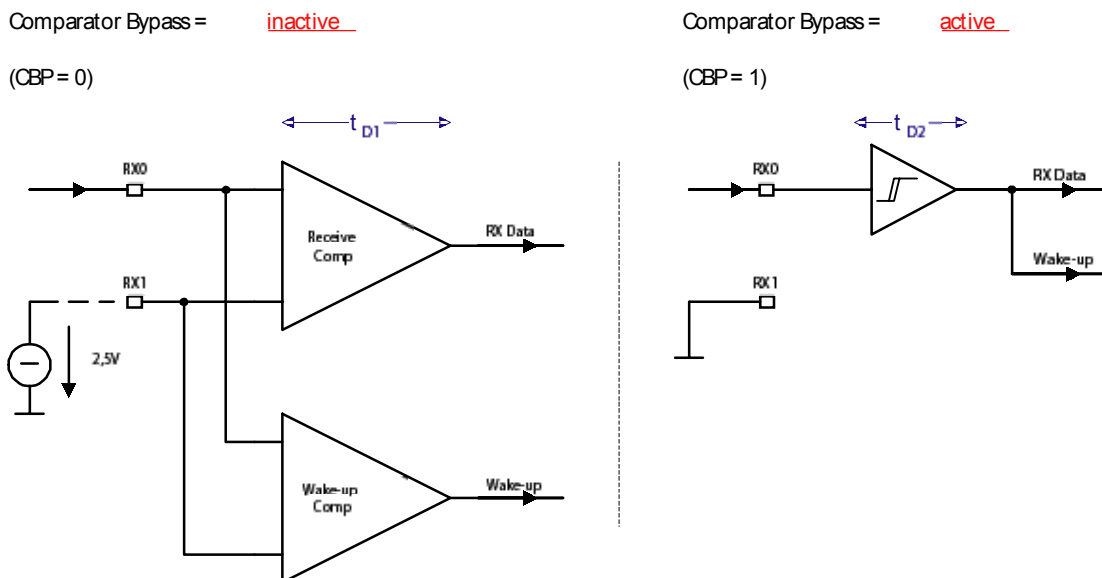 Comparator Bypass = inactive
(CBP = 0)
t D1
RX0
Receive
Comp
RX Data
RX1
2,5V
Wake-up
Comp
Wake-up
Comparator Bypass = active
(CBP = 1)
t D2
RX0
RX Data
Wake-up
RX1